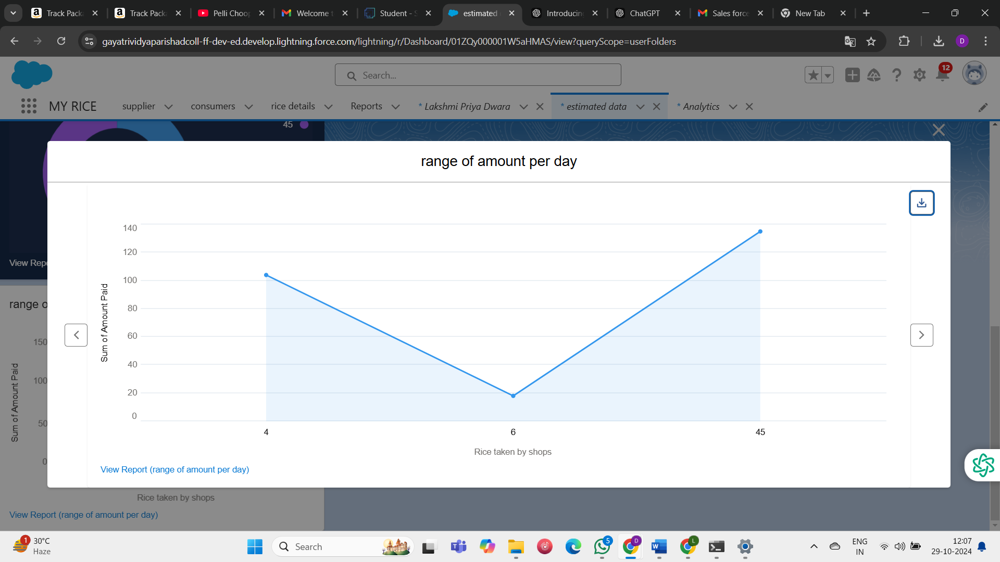 Track Packa
Track Packa
Pelli Choop
Welcome t
Student - S
estimated
Introducin
ChatGPT
Sales force
New Tab
gayatrividyaparishadcoll-ff-dev-ed.develop.lightning.force.com/lightning/r/Dashboard/01ZQy000001W5aHMAS/view?queryScope=userFolders
D
Search...
12
MY RICE
supplier
consumers
rice details
Reports
* Lakshmi Priya Dwara
* estimated data
* Analytics
45
View Repo
range o
150
100
50
0
Sum of Amount Paid
Rice taken by shops
View Report (range of amount per day)
range of amount per day
140
120
100
80
60
40
20
0
Sum of Amount Paid
4
6
45
Rice taken by shops
View Report (range of amount per day)
1
30°C
Haze
Search
5
D
L
ENG
IN
12:07
29-10-2024